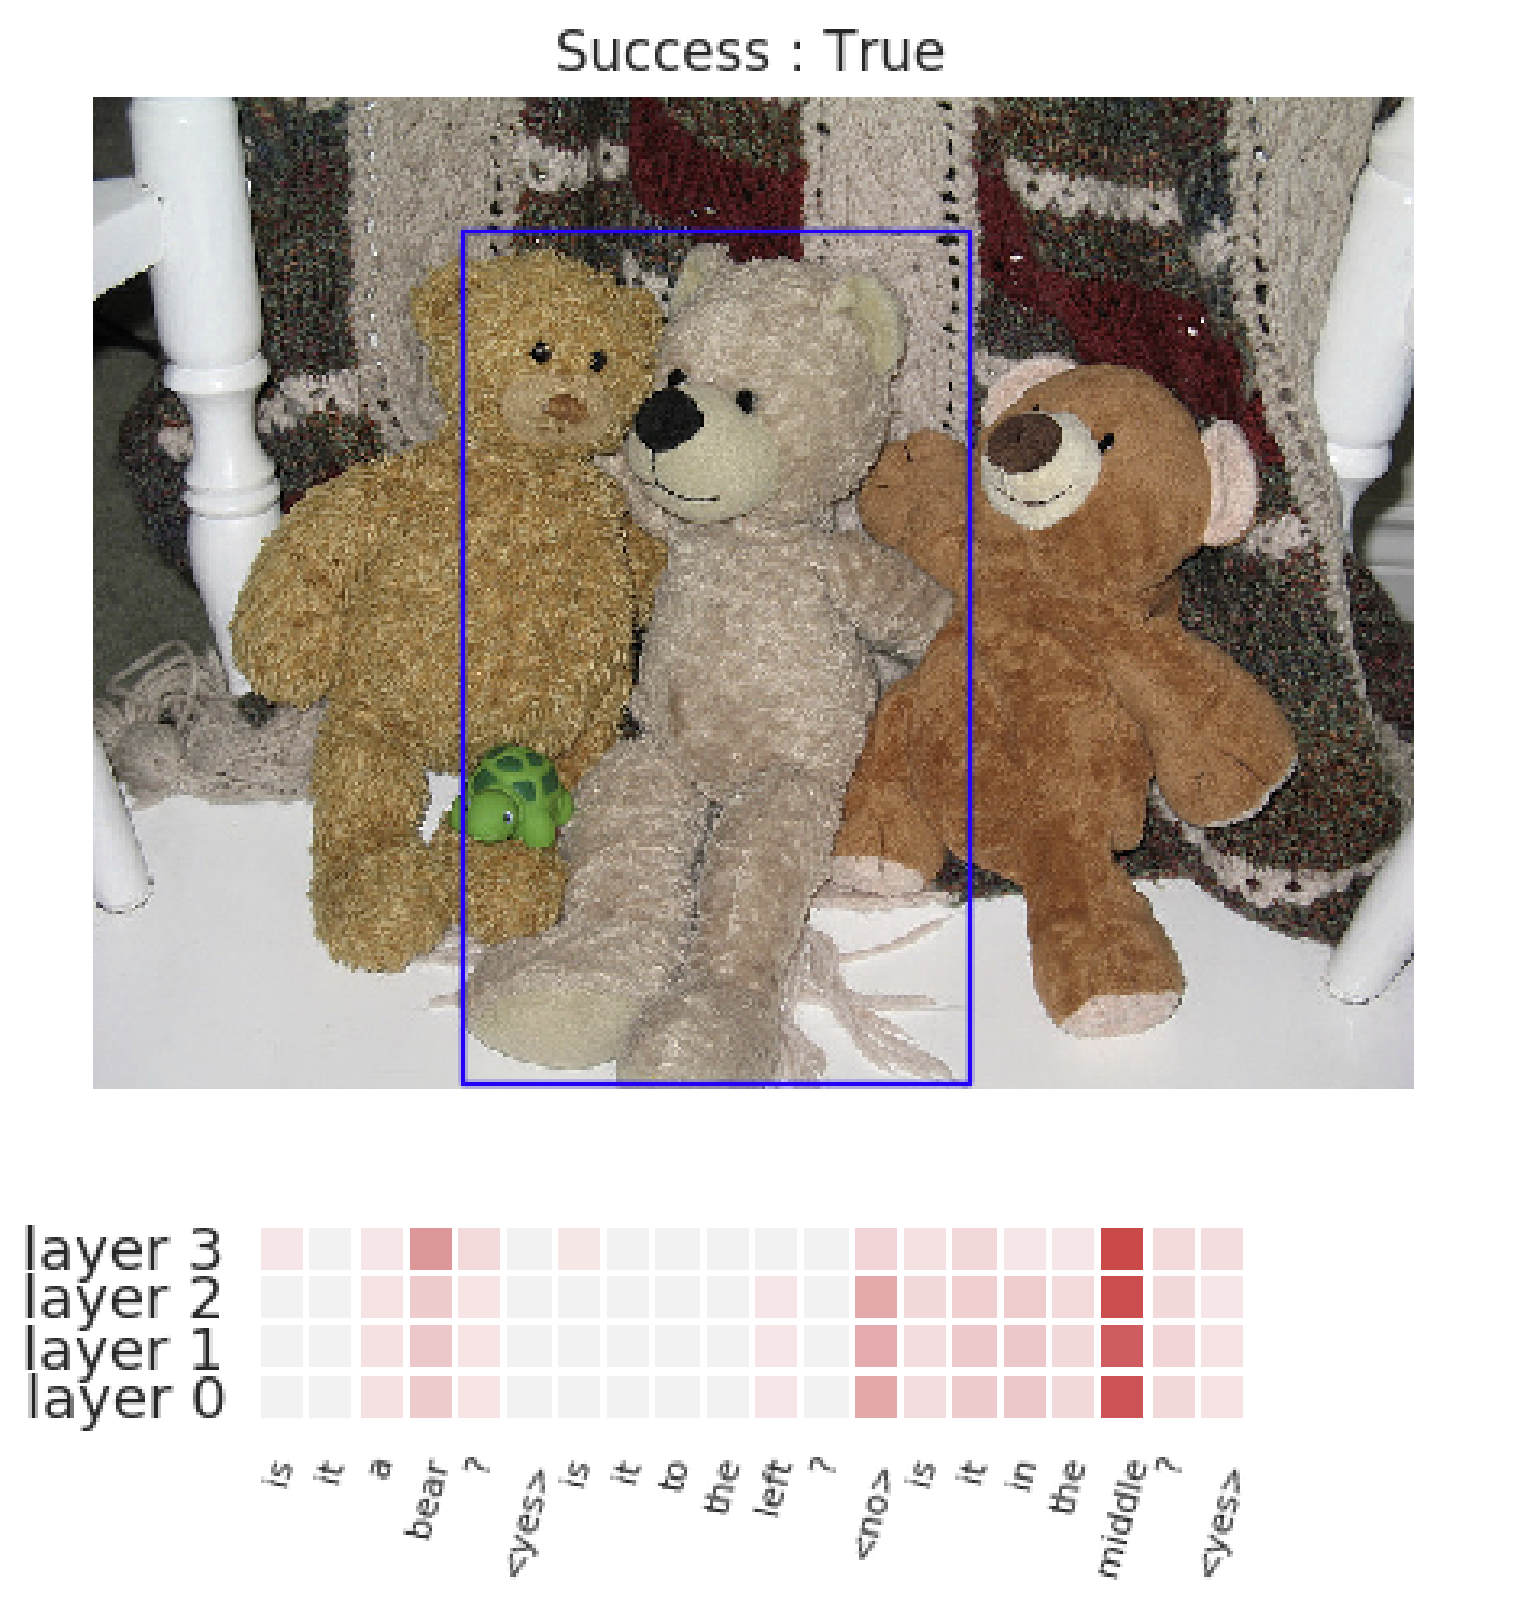 Success : True
layer 3
layer 2
layer 1
layer 0
is it a bear ? <yes> is it to the left ? <no> is it in the middle ? <yes>